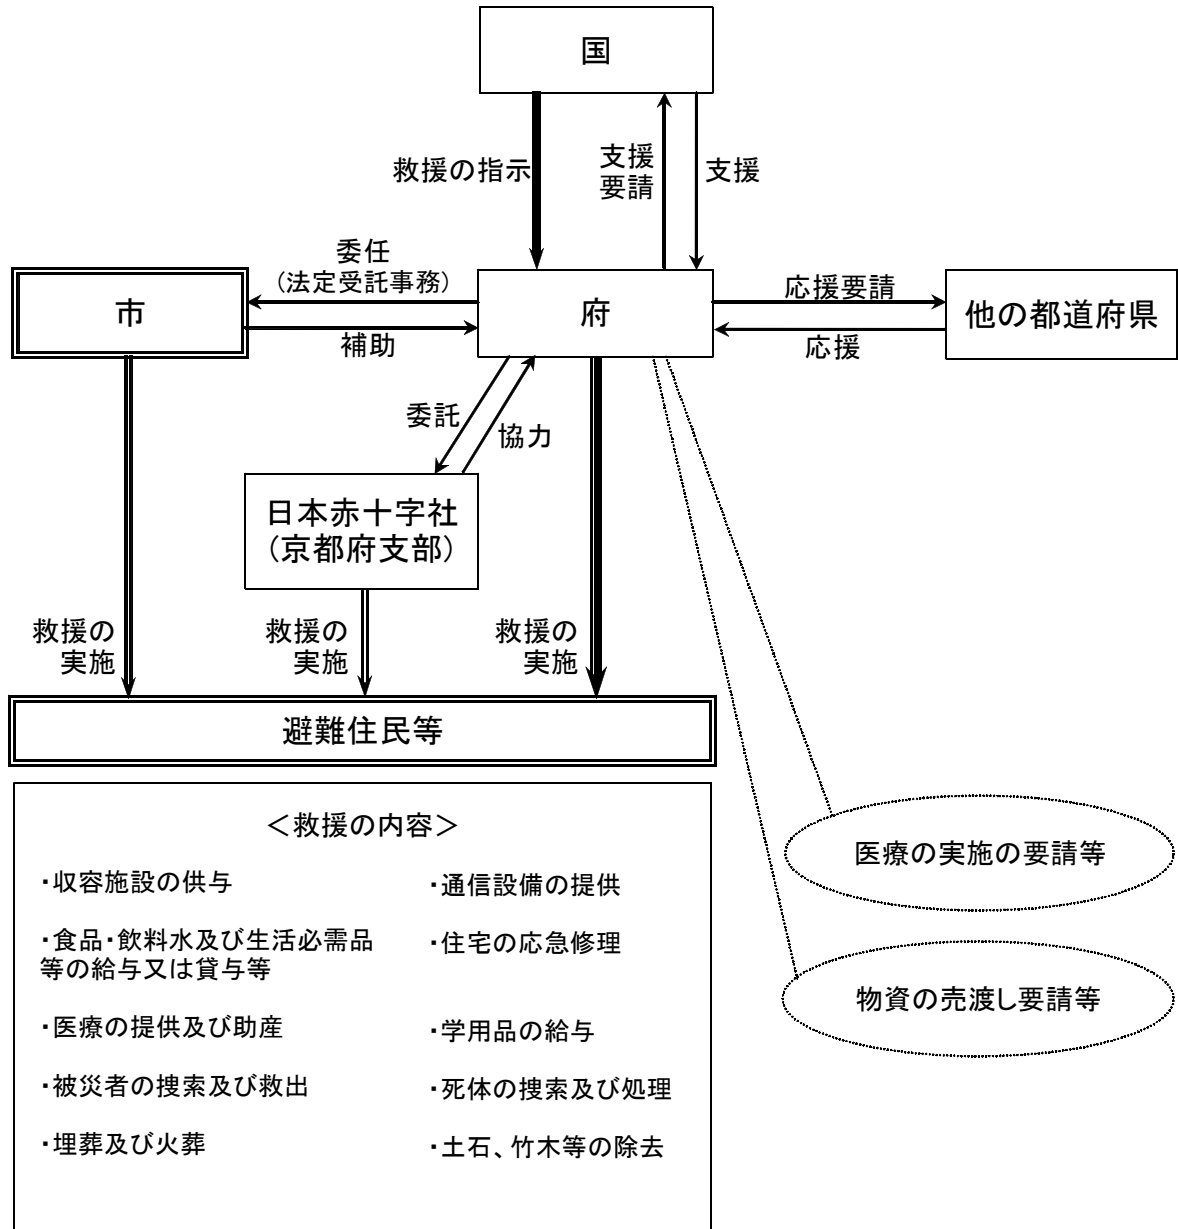 国
救援の指示
支援
要請
支援
委任
（法定受託事務）
市
府
応援要請
他の都道府県
補助
応援
委託
協力
日本赤十字社
（京都府支部）
救援の
実施
救援の
実施
救援の
実施
避難住民等
＜救援の内容＞
・収容施設の供与
・通信設備の提供
・食品・飲料水及び生活必需品
等の給与又は貸与等
・住宅の応急修理
・医療の提供及び助産
・学用品の給与
・被災者の捜索及び救出
・死体の捜索及び処理
・埋葬及び火葬
・土石、竹木等の除去
医療の実施の要請等
物資の売渡し要請等